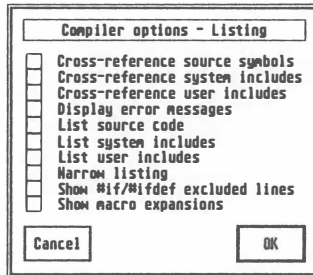 Compiler options - Listing
Cross-reference source symbols
Cross-reference system includes
Cross-reference user includes
Display error messages
List source code
List system includes
List user includes
Narrow listing
Show #if/#ifdef excluded lines
Show macro expansions
Cancel
OK